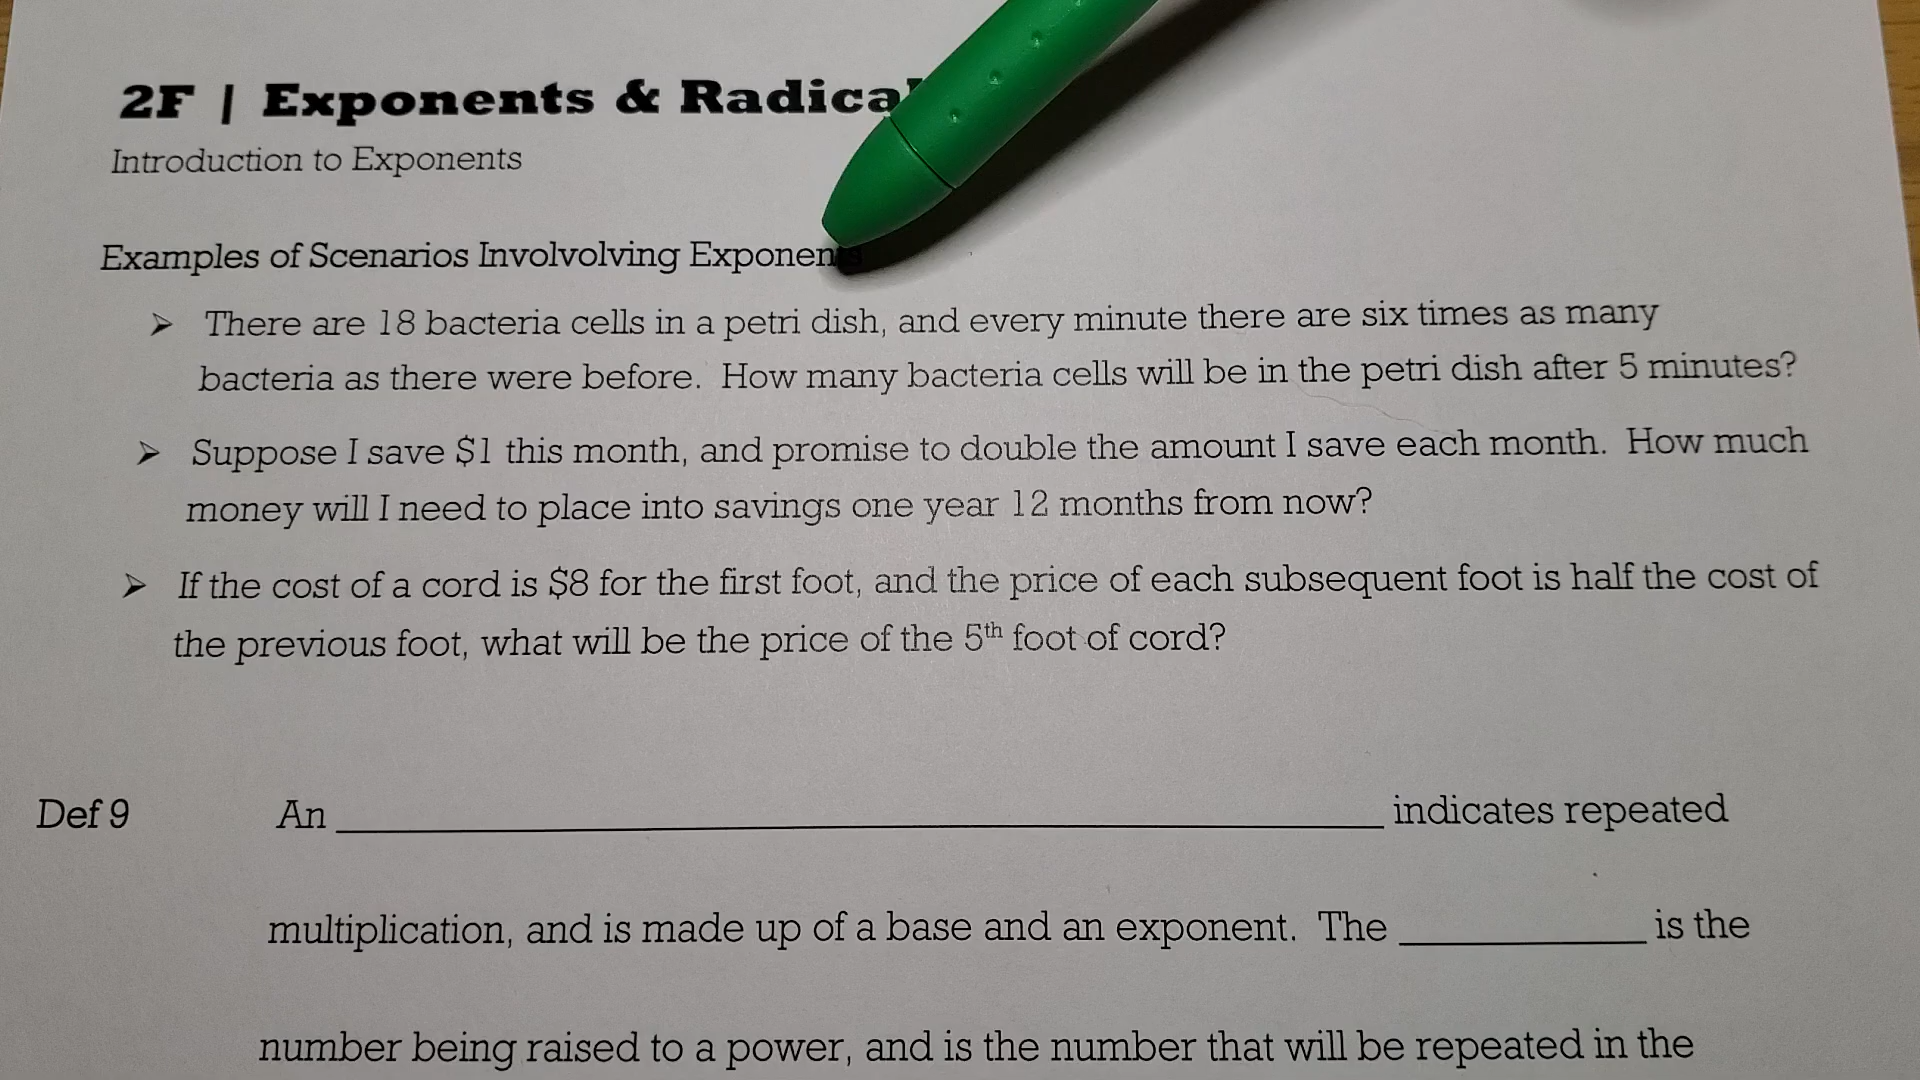 2F | Exponents & Radical
Introduction to Exponents
Examples of Scenarios Involvolving Exponents
➢ There are 18 bacteria cells in a petri dish, and every minute there are six times as many
bacteria as there were before. How many bacteria cells will be in the petri dish after 5 minutes?
➢ Suppose I save $1 this month, and promise to double the amount I save each month. How much
money will I need to place into savings one year 12 months from now?
➢ If the cost of a cord is $8 for the first foot, and the price of each subsequent foot is half the cost of
the previous foot, what will be the price of the 5th foot of cord?
Def 9 An ____________________ indicates repeated
multiplication, and is made up of a base and an exponent. The __________ is the
number being raised to a power, and is the number that will be repeated in the